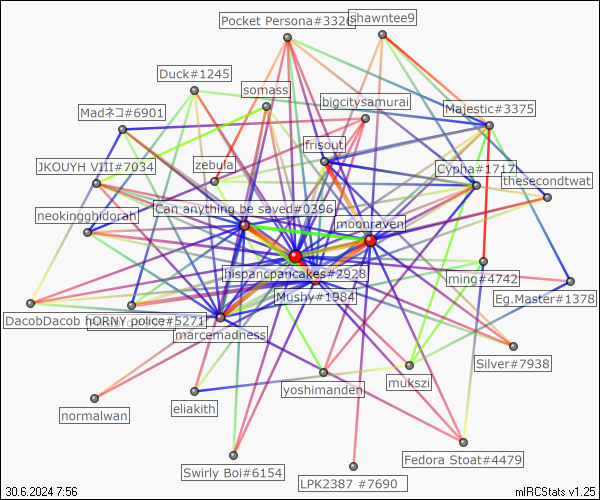 Pocket Persona#3326
shawntee9
Duck#1245
somass
bigcitysamurai
Madネコ#6901
Majestic#3375
frisout
JKOUYH VIII#7034
zebula
Cypha#1717
thesecondtwat
neokingghidorah
Can anything be saved#0396
moonraven
hispancpancakes#2928
ming#4742
Mushy#1984
Eg.Master#1378
DacobDacob
hORNY police#5271
marcemadness
Silver#7938
yoshimanden
mukszi
eliakith
normalwan
Swirly Boi#6154
Fedora Stoat#4479
LPK2387 #7690
30.6.2024 7:56
mIRCStats v1.25